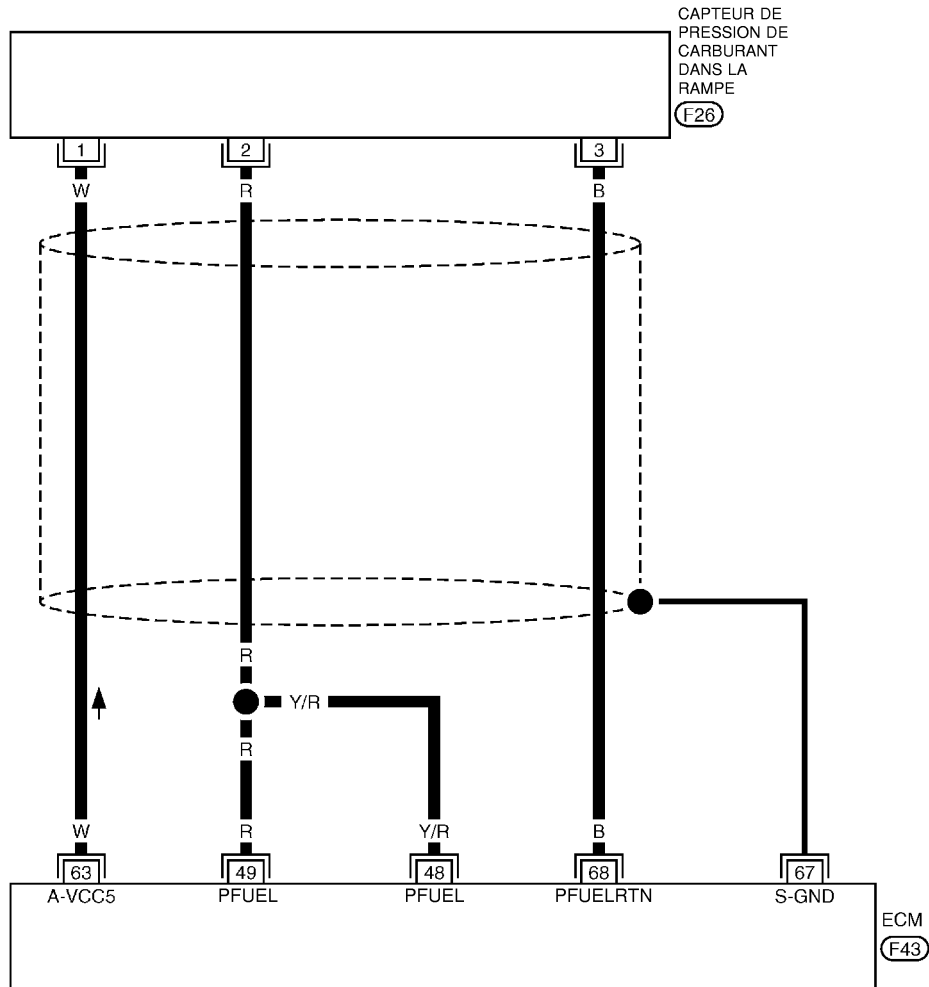 CAPTEUR DE
PRESSION DE
CARBURANT
DANS LA
RAMPE
F26
1 2 3
W R B
R
Y/R
R
W R Y/R B
63 49 48 68 67
A-VCC5 PFUEL PFUEL PFUELRTN S-GND
ECM
F43